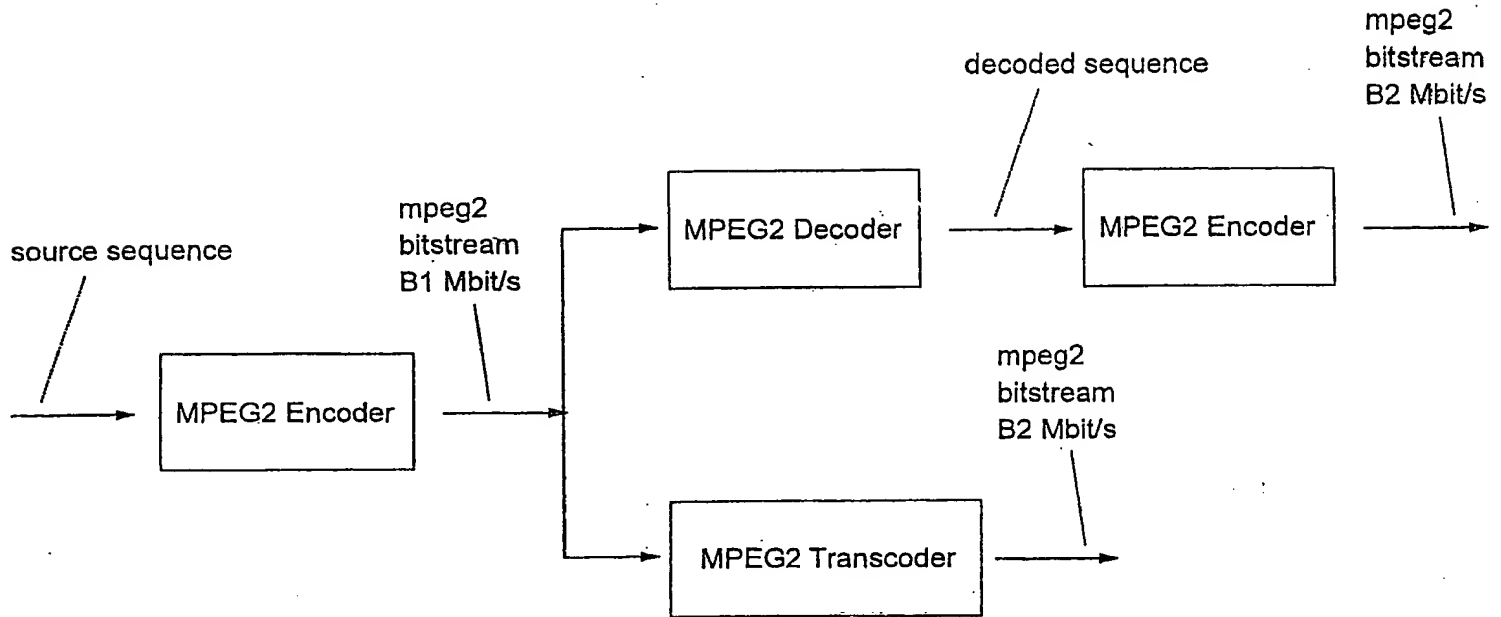 mpeg2
bitstream
B2 Mbit/s
decoded sequence
MPEG2 Decoder
MPEG2 Encoder
mpeg2
bitstream
B1 Mbit/s
source sequence
MPEG2 Encoder
mpeg2
bitstream
B2 Mbit/s
MPEG2 Transcoder